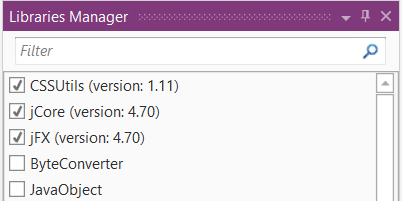 Libraries Manager
Filter
CSSUtils (version: 1.11)
jCore (version: 4.70)
jFX (version: 4.70)
ByteConverter
JavaObject